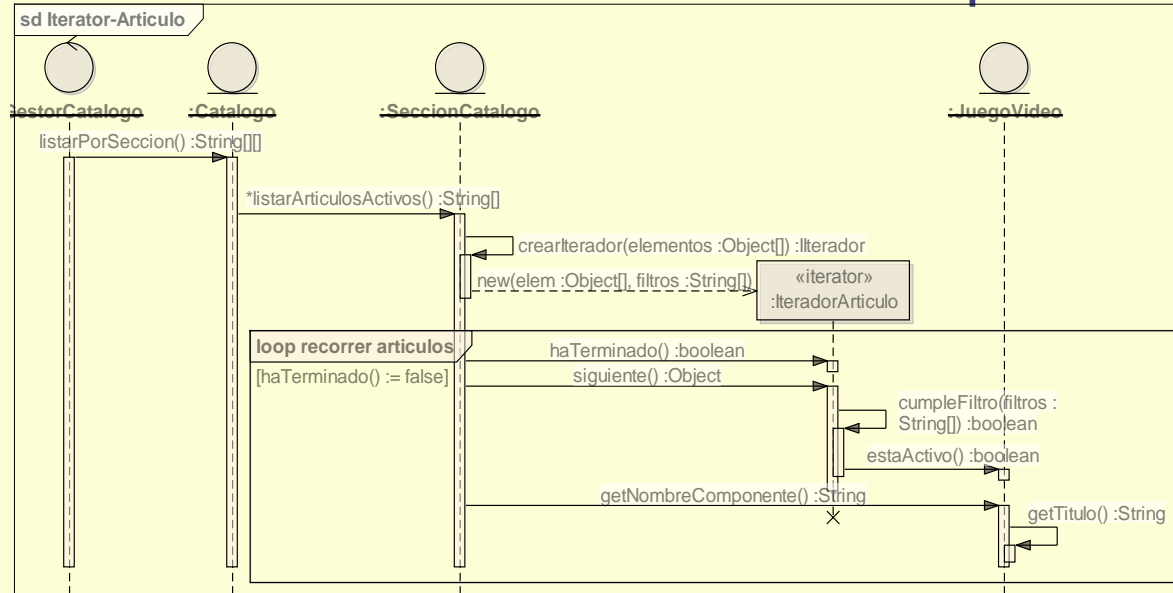 sd Iterator-Articulo
estorCatalogo
:Catalogo
:SeccionCatalogo
:JuegoVideo
listarPorSeccion() :String[][]
*listarArticulosActivos() :String[]
crearIterador(elementos :Object[]) :IIterador
new(elem :Object[], filtros :String[])
«iterator»
:IteradorArticulo
loop recorrer articulos
[haTerminado() := false]
haTerminado() :boolean
siguiente() :Object
cumpleFiltro(filtros :
String[]) :boolean
estaActivo() :boolean
getNombreComponente() :String
getTitulo() :String